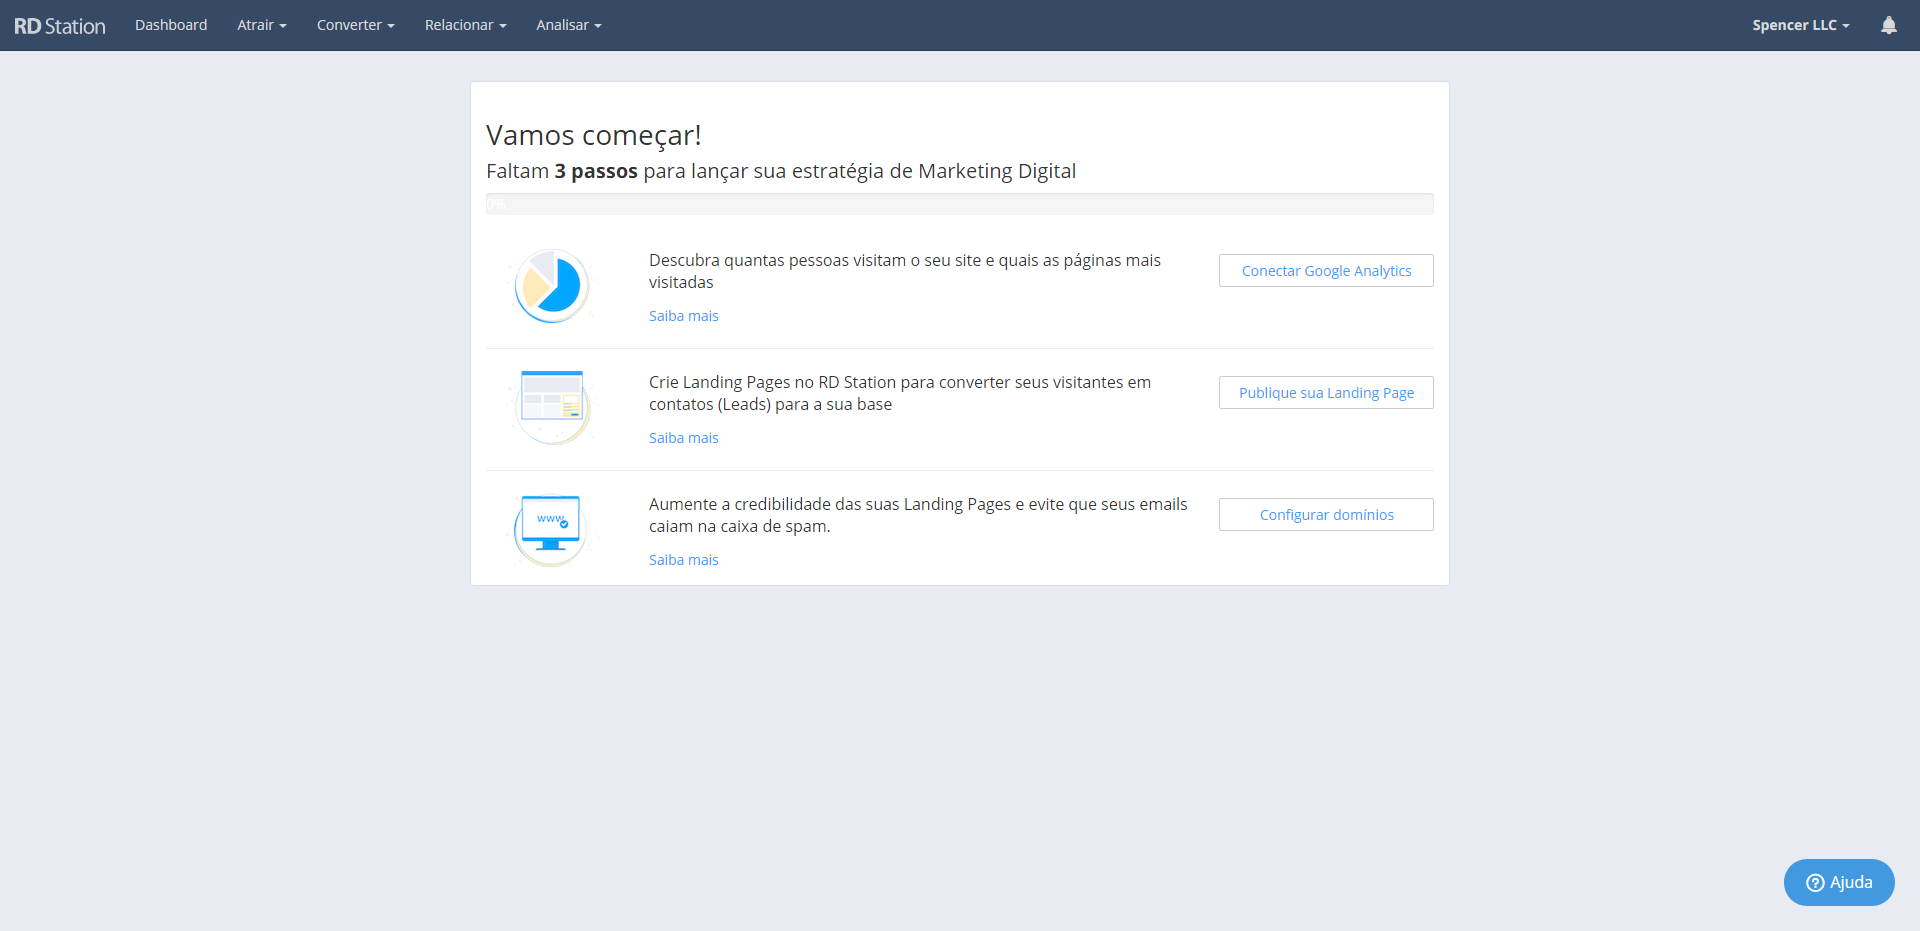 RD Station
Dashboard
Atrair
Converter
Relacionar
Analisar
Spencer LLC
Vamos começar!
Faltam 3 passos para lançar sua estratégia de Marketing Digital
0%
Descubra quantas pessoas visitam o seu site e quais as páginas mais
visitadas
Saiba mais
Conectar Google Analytics
Crie Landing Pages no RD Station para converter seus visitantes em
contatos (Leads) para a sua base
Saiba mais
Publique sua Landing Page
www
Aumente a credibilidade das suas Landing Pages e evite que seus emails
caiam na caixa de spam.
Saiba mais
Configurar domínios
Ajuda